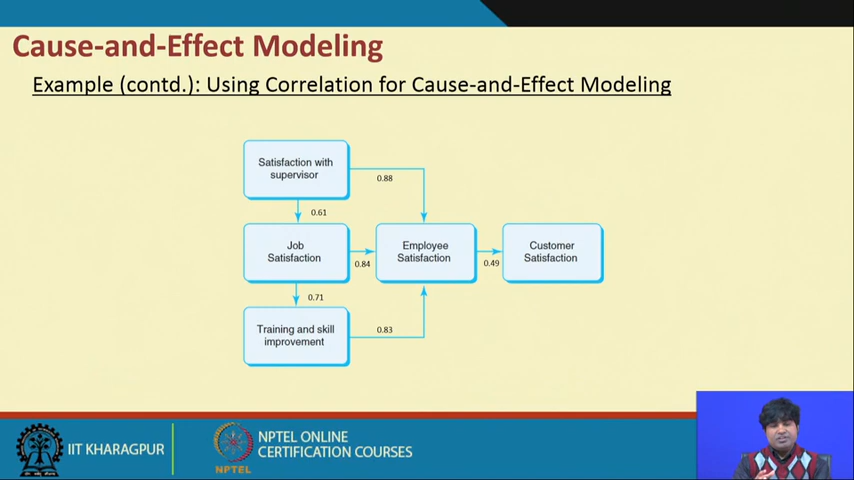 Cause-and-Effect Modeling
Example (contd.): Using Correlation for Cause-and-Effect Modeling
Satisfaction with
supervisor
0.88
0.61
Job
Satisfaction
0.84
Employee
Satisfaction
0.49
Customer
Satisfaction
0.71
Training and skill
improvement
0.83
IIT KHARAGPUR
NPTEL
NPTEL ONLINE
CERTIFICATION COURSES